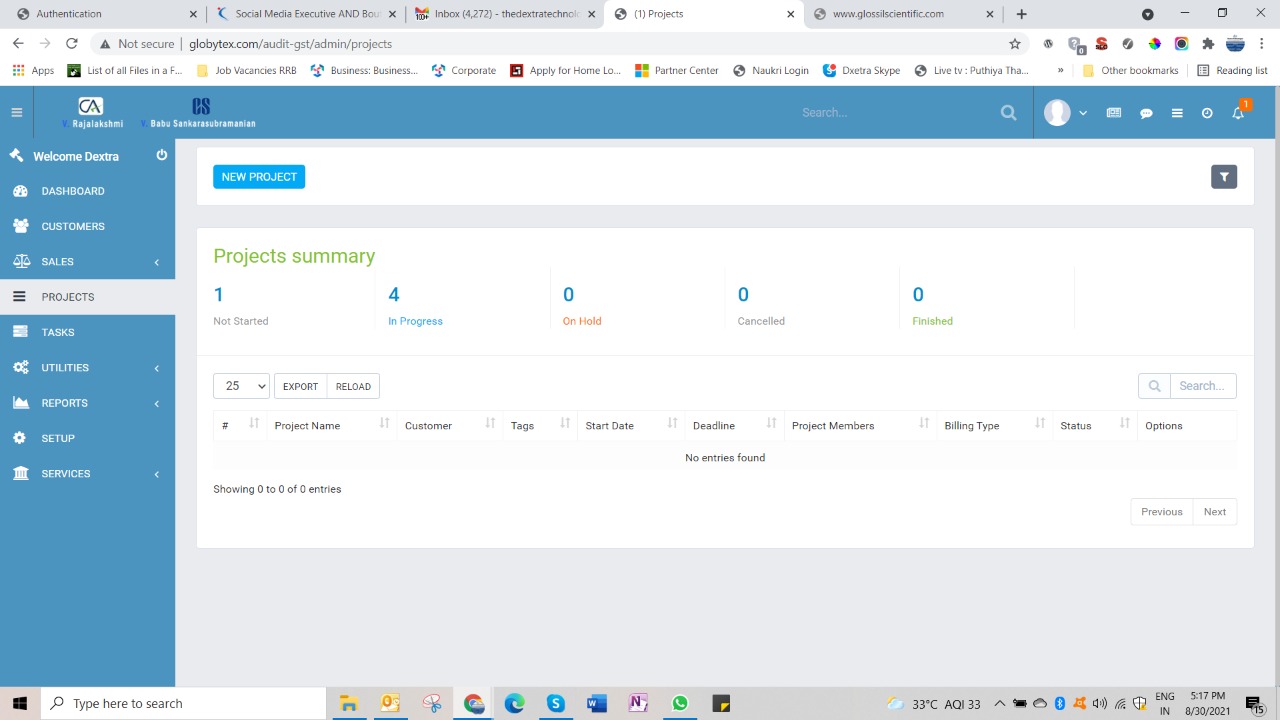 Authentication
Social Media Executive AND Bou
Inbox (4,272) - thedextratechnolo
(1) Projects
www.glossilscientific.com
Not secure | globytex.com/audit-gst/admin/projects
Apps
List of all Files in a F...
Job Vacancies RRB
Business: Business...
Corporate
Apply for Home Lo...
Partner Center
Naukri Login
Dxetra Skype
Live tv : Puthiya Tha...
»
Other bookmarks
Reading list
CA
V. Rajalakshmi
CS
V. Babu Sankarasubramanian
Search...
1
Welcome Dextra
DASHBOARD
CUSTOMERS
SALES
PROJECTS
TASKS
UTILITIES
REPORTS
SETUP
SERVICES
NEW PROJECT
Projects summary
1 4 0 0 0
Not Started In Progress On Hold Cancelled Finished
25 EXPORT RELOAD Search...
# Project Name Customer Tags Start Date Deadline Project Members Billing Type Status Options
No entries found
Showing 0 to 0 of 0 entries
Previous Next
Type here to search
33°C AQI 33
ENG
IN
5:17 PM
8/30/2021
15